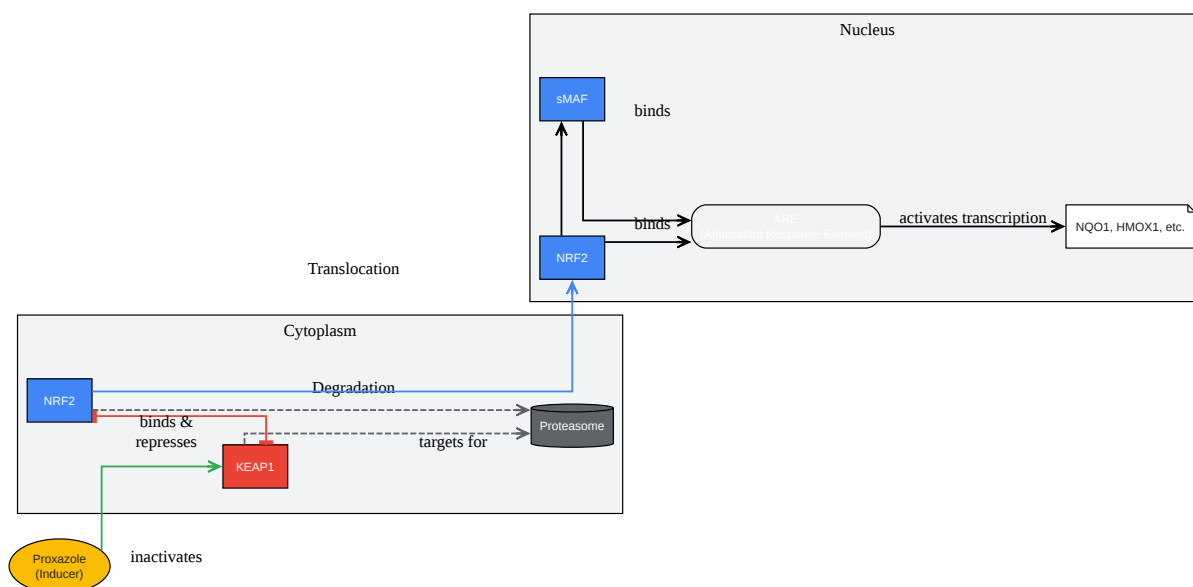 Nucleus
sMAF
binds
binds
ARE
(Antioxidant Response Element)
activates transcription
NQO1, HMOX1, etc.
NRF2
Translocation
Cytoplasm
NRF2
Degradation
binds &
represses
Proteasome
targets for
KEAP1
Proxazole
(Inducer)
inactivates